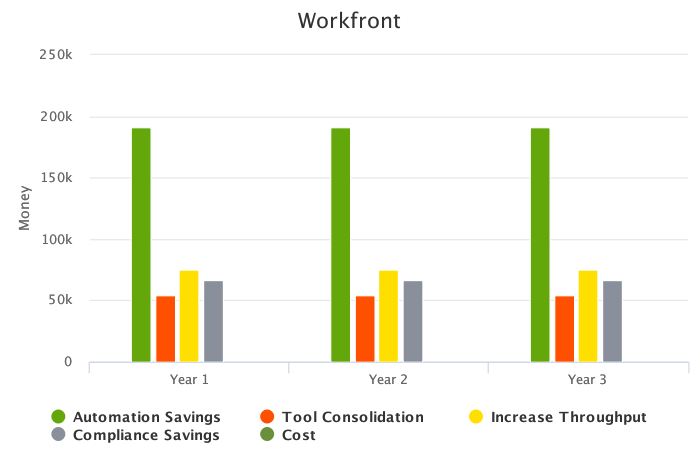 Workfront
250k
200k
150k
100k
50k
0
Money
Year 1
Year 2
Year 3
Automation Savings
Tool Consolidation
Increase Throughput
Compliance Savings
Cost